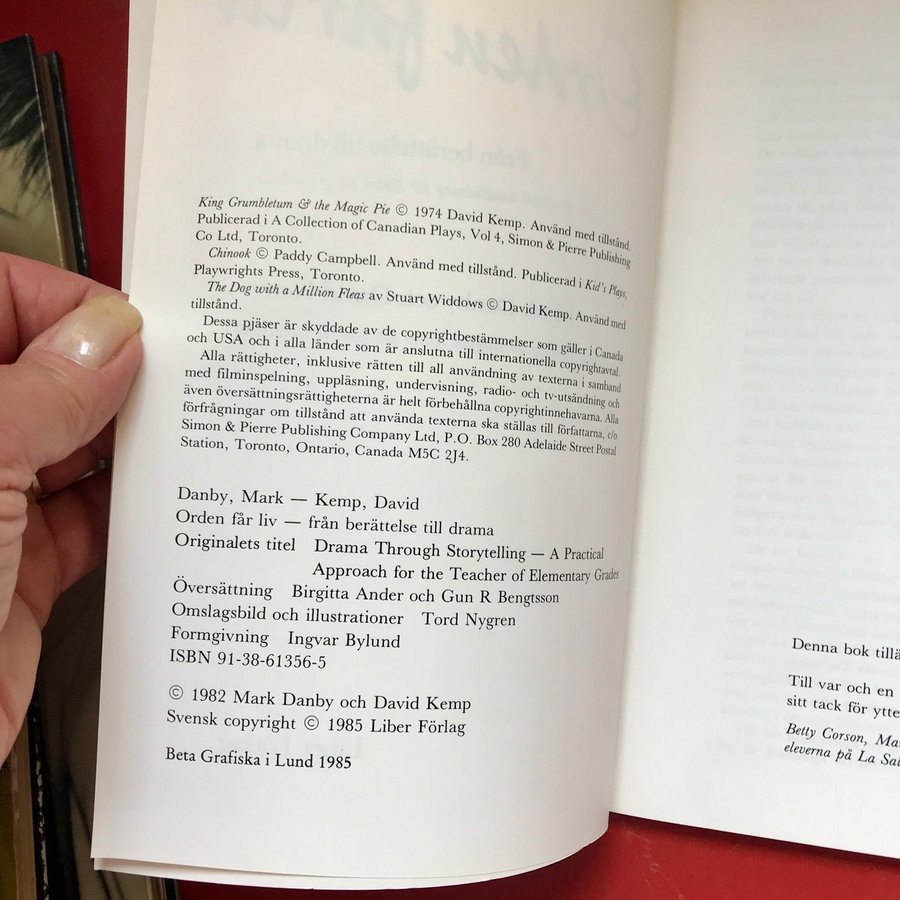 King Grumbletum & the Magic Pie © 1974 David Kemp. Använd med tillstånd.
Publicerad i A Collection of Canadian Plays, Vol 4, Simon & Pierre Publishing
Co Ltd, Toronto.
Chinook © Paddy Campbell. Använd med tillstånd. Publicerad i Kid's Plays,
Playwrights Press, Toronto.
The Dog with a Million Fleas av Stuart Widdows © David Kemp. Använd med
tillstånd.
Dessa pjäser är skyddade av de copyrightbestämmelser som gäller i Canada
och USA och i alla länder som är anslutna till internationella copyrightavtal.
Alla rättigheter, inklusive rätten till all användning av texterna i samband
med filminspelning, uppläsning, undervisning, radio- och tv-utsändning och
även översättningsrättigheterna är helt förbehållna copyrightinnehavarna. Alla
förfrågningar om tillstånd att använda texterna ska ställas till författarna, c/o
Simon & Pierre Publishing Company Ltd, P.O. Box 280 Adelaide Street Postal
Station, Toronto, Ontario, Canada M5C 2J4.
Danby, Mark — Kemp, David
Orden får liv — från berättelse till drama
Originalets titel Drama Through Storytelling — A Practical
Approach for the Teacher of Elementary Grades
Översättning Birgitta Ander och Gun R Bengtsson
Omslagsbild och illustrationer Tord Nygren
Formgivning Ingvar Bylund
ISBN 91-38-61356-5
© 1982 Mark Danby och David Kemp
Svensk copyright © 1985 Liber Förlag
Beta Grafiska i Lund 1985
Denna bok tillä
Till var och en
sitt tack för ytte
Betty Corson, Ma
eleverna på La Sal